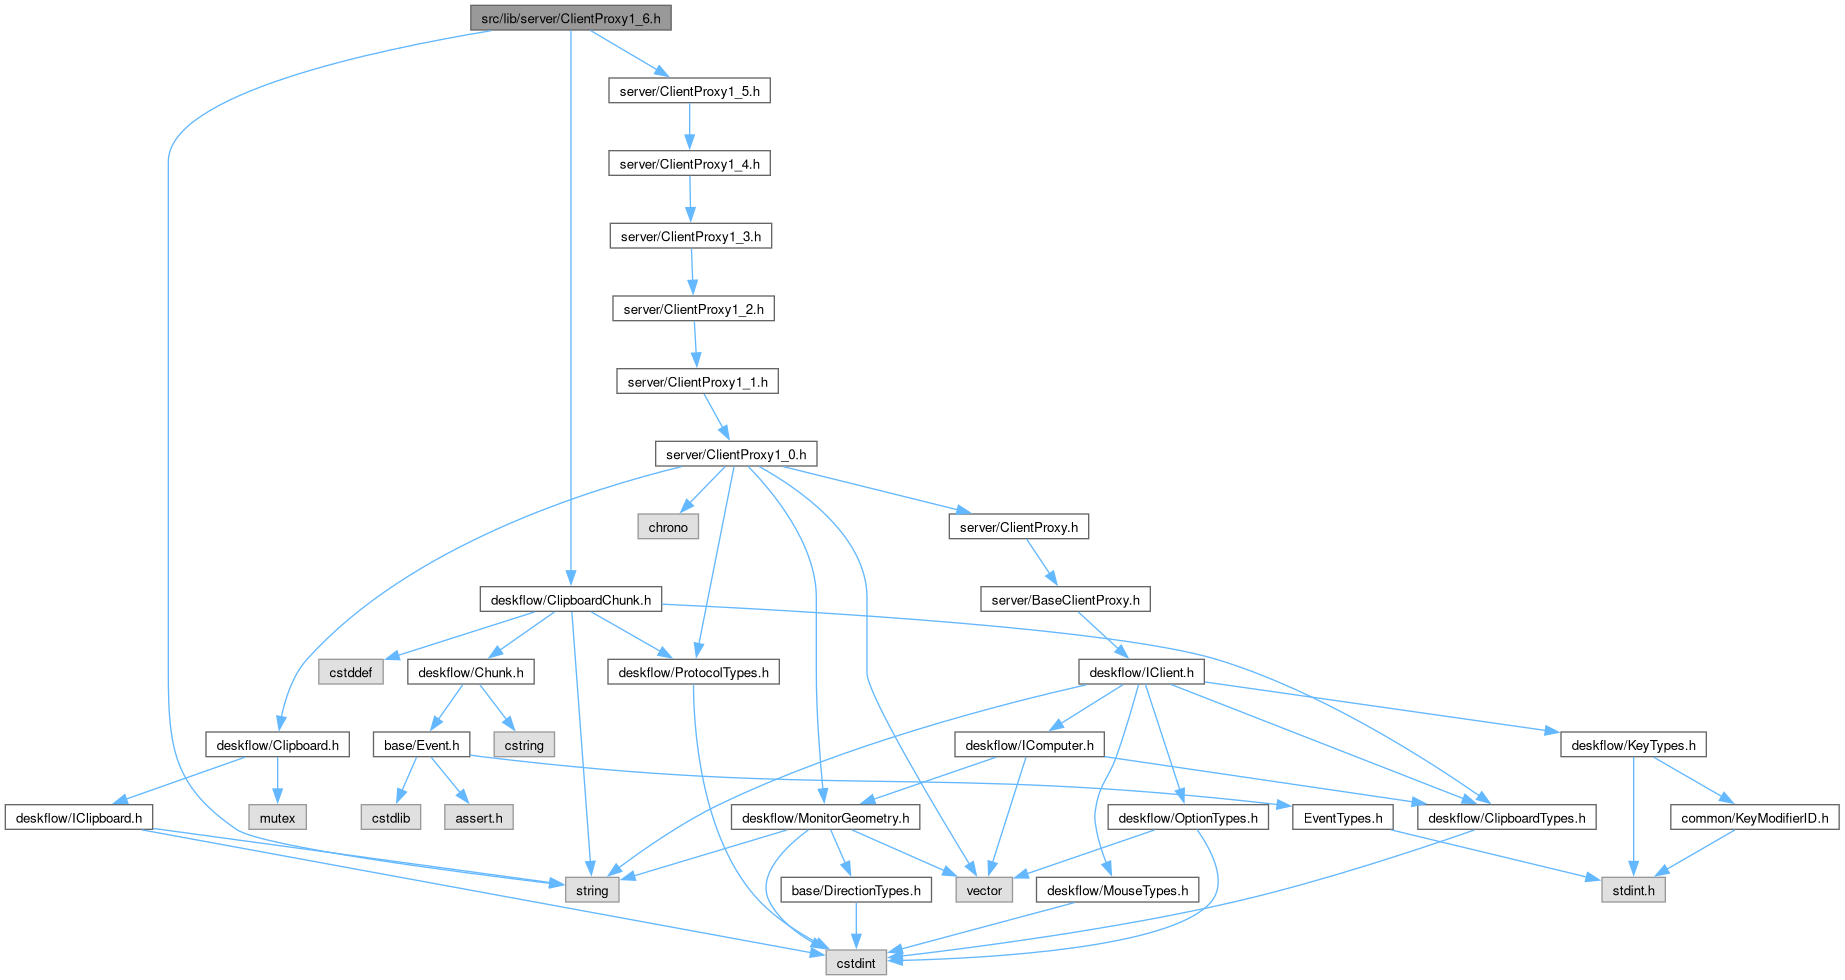 src/lib/server/ClientProxy1_6.h
server/ClientProxy1_5.h
server/ClientProxy1_4.h
server/ClientProxy1_3.h
server/ClientProxy1_2.h
server/ClientProxy1_1.h
server/ClientProxy1_0.h
chrono
server/ClientProxy.h
deskflow/ClipboardChunk.h
server/BaseClientProxy.h
cstddef
deskflow/Chunk.h
deskflow/ProtocolTypes.h
deskflow/IClient.h
deskflow/Clipboard.h
base/Event.h
cstring
deskflow/IComputer.h
deskflow/KeyTypes.h
deskflow/IClipboard.h
mutex
cstdlib
assert.h
deskflow/MonitorGeometry.h
deskflow/OptionTypes.h
EventTypes.h
deskflow/ClipboardTypes.h
common/KeyModifierID.h
string
base/DirectionTypes.h
vector
deskflow/MouseTypes.h
stdint.h
cstdint